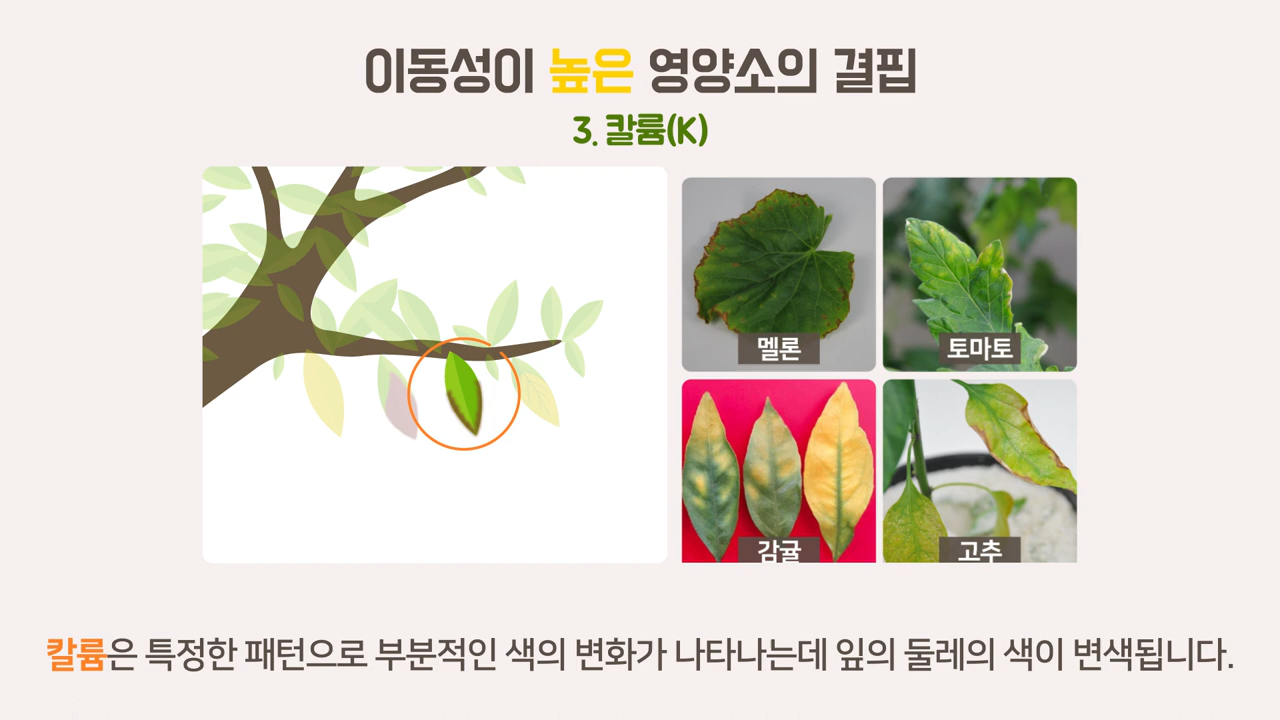 이동성이 높은 영양소의 결핍
3. 칼륨(K)
멜론
토마토
감귤
고추
칼륨은 특정한 패턴으로 부분적인 색의 변화가 나타나는데 잎의 둘레의 색이 변색됩니다.